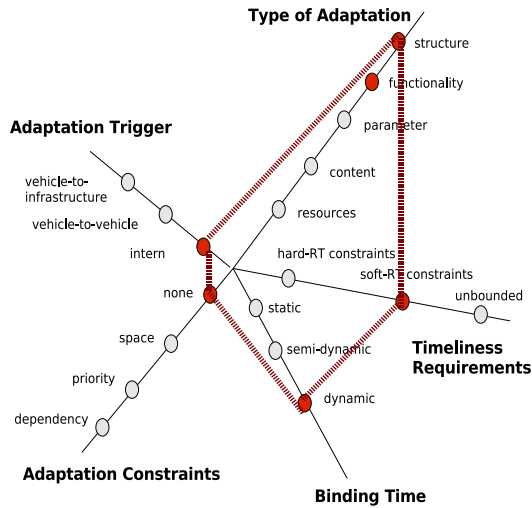 Type of Adaptation
structure
functionality
parameter
content
resources
Adaptation Trigger
vehicle-to-
infrastructure
vehicle-to-vehicle
intern
hard-RT constraints
soft-RT constraints
unbounded
Timeliness
Requirements
none
space
priority
dependency
Adaptation Constraints
static
semi-dynamic
dynamic
Binding Time